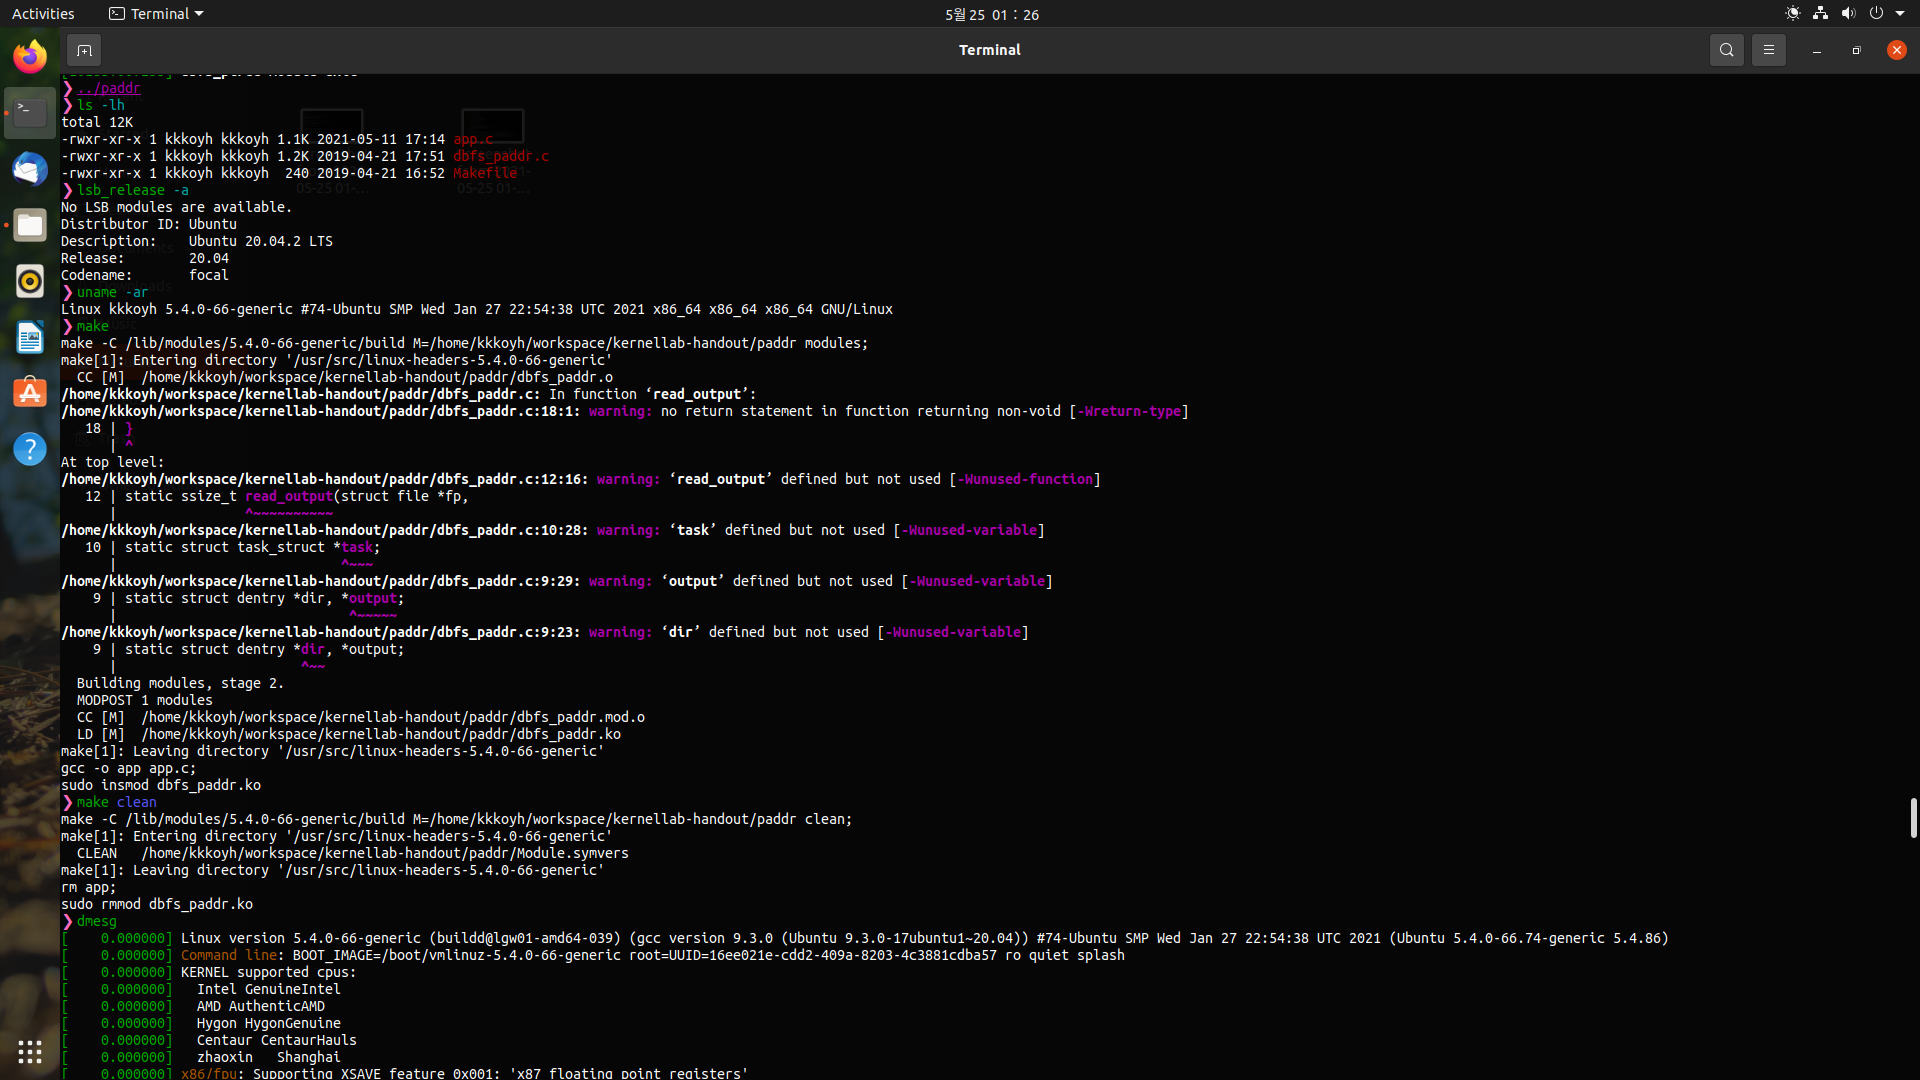 Activities
Terminal
5월 25 01 : 26
Terminal
../paddr
❯ ls -lh
total 12K
-rwxr-xr-x 1 kkkoyh kkkoyh 1.1K 2021-05-11 17:14 app.c
-rwxr-xr-x 1 kkkoyh kkkoyh 1.2K 2019-04-21 17:51 dbfs_paddr.c
-rwxr-xr-x 1 kkkoyh kkkoyh  240 2019-04-21 16:52 Makefile
❯ lsb_release -a
No LSB modules are available.
Distributor ID: Ubuntu
Description:    Ubuntu 20.04.2 LTS
Release:        20.04
Codename:       focal
❯ uname -ar
Linux kkkoyh 5.4.0-66-generic #74-Ubuntu SMP Wed Jan 27 22:54:38 UTC 2021 x86_64 x86_64 x86_64 GNU/Linux
❯ make
make -C /lib/modules/5.4.0-66-generic/build M=/home/kkkoyh/workspace/kernellab-handout/paddr modules;
make[1]: Entering directory '/usr/src/linux-headers-5.4.0-66-generic'
  CC [M]  /home/kkkoyh/workspace/kernellab-handout/paddr/dbfs_paddr.o
/home/kkkoyh/workspace/kernellab-handout/paddr/dbfs_paddr.c: In function ‘read_output’:
/home/kkkoyh/workspace/kernellab-handout/paddr/dbfs_paddr.c:18:1: warning: no return statement in function returning non-void [-Wreturn-type]
   18 | }
      | ^
At top level:
/home/kkkoyh/workspace/kernellab-handout/paddr/dbfs_paddr.c:12:16: warning: ‘read_output’ defined but not used [-Wunused-function]
   12 | static ssize_t read_output(struct file *fp,
      |                ^~~~~~~~~~~
/home/kkkoyh/workspace/kernellab-handout/paddr/dbfs_paddr.c:10:28: warning: ‘task’ defined but not used [-Wunused-variable]
   10 | static struct task_struct *task;
      |                            ^~~~
/home/kkkoyh/workspace/kernellab-handout/paddr/dbfs_paddr.c:9:29: warning: ‘output’ defined but not used [-Wunused-variable]
    9 | static struct dentry *dir, *output;
      |                             ^~~~~~
/home/kkkoyh/workspace/kernellab-handout/paddr/dbfs_paddr.c:9:23: warning: ‘dir’ defined but not used [-Wunused-variable]
    9 | static struct dentry *dir, *output;
      |                       ^~~
  Building modules, stage 2.
  MODPOST 1 modules
  CC [M]  /home/kkkoyh/workspace/kernellab-handout/paddr/dbfs_paddr.mod.o
  LD [M]  /home/kkkoyh/workspace/kernellab-handout/paddr/dbfs_paddr.ko
make[1]: Leaving directory '/usr/src/linux-headers-5.4.0-66-generic'
gcc -o app app.c;
sudo insmod dbfs_paddr.ko
❯ make clean
make -C /lib/modules/5.4.0-66-generic/build M=/home/kkkoyh/workspace/kernellab-handout/paddr clean;
make[1]: Entering directory '/usr/src/linux-headers-5.4.0-66-generic'
  CLEAN   /home/kkkoyh/workspace/kernellab-handout/paddr/Module.symvers
make[1]: Leaving directory '/usr/src/linux-headers-5.4.0-66-generic'
rm app;
sudo rmmod dbfs_paddr.ko
❯ dmesg
[    0.000000] Linux version 5.4.0-66-generic (buildd@lgw01-amd64-039) (gcc version 9.3.0 (Ubuntu 9.3.0-17ubuntu1~20.04)) #74-Ubuntu SMP Wed Jan 27 22:54:38 UTC 2021 (Ubuntu 5.4.0-66.74-generic 5.4.86)
[    0.000000] Command line: BOOT_IMAGE=/boot/vmlinuz-5.4.0-66-generic root=UUID=16ee021e-cdd2-409a-8203-4c3881cdba57 ro quiet splash
[    0.000000] KERNEL supported cpus:
[    0.000000]   Intel GenuineIntel
[    0.000000]   AMD AuthenticAMD
[    0.000000]   Hygon HygonGenuine
[    0.000000]   Centaur CentaurHauls
[    0.000000]   zhaoxin   Shanghai
[    0.000000] x86/fpu: Supporting XSAVE feature 0x001: 'x87 floating point registers'